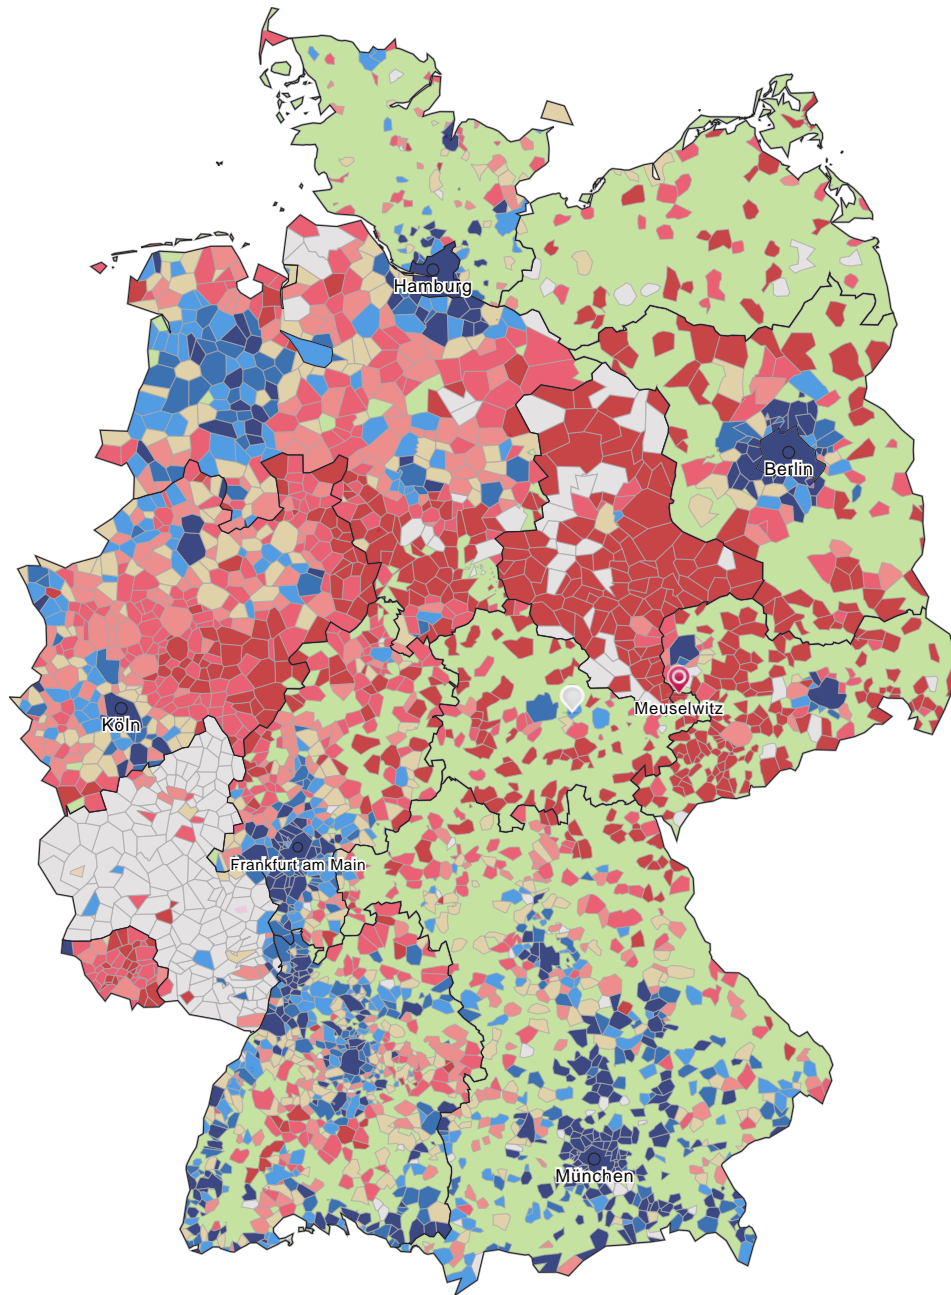 Hamburg
Berlin
Meuselwitz
Köln
Frankfurt am Main
München